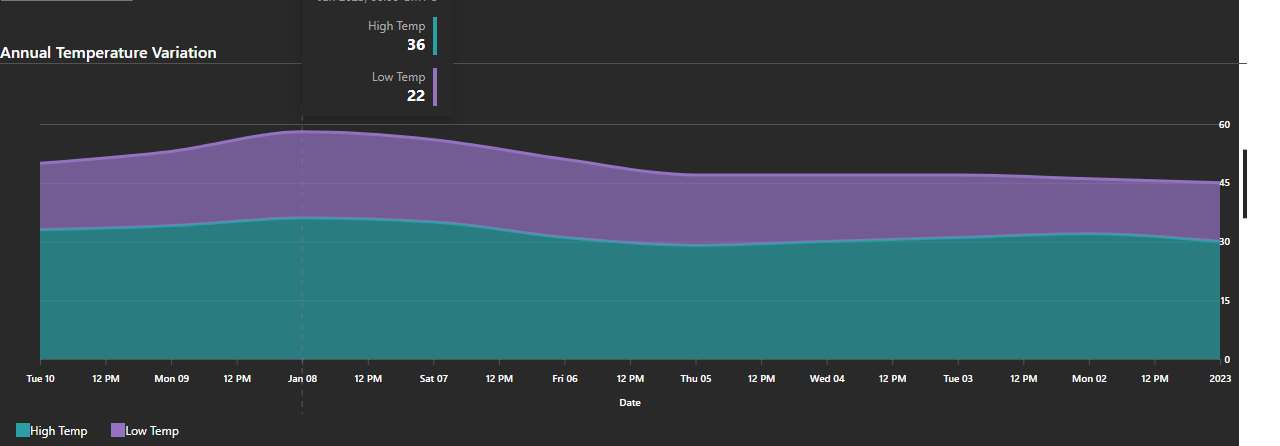 High Temp
36
Annual Temperature Variation
Low Temp
22
60
45
30
15
0
Tue 10 12 PM Mon 09 12 PM Jan 08 12 PM Sat 07 12 PM Fri 06 12 PM Thu 05 12 PM Wed 04 12 PM Tue 03 12 PM Mon 02 12 PM 2023
Date
High Temp Low Temp